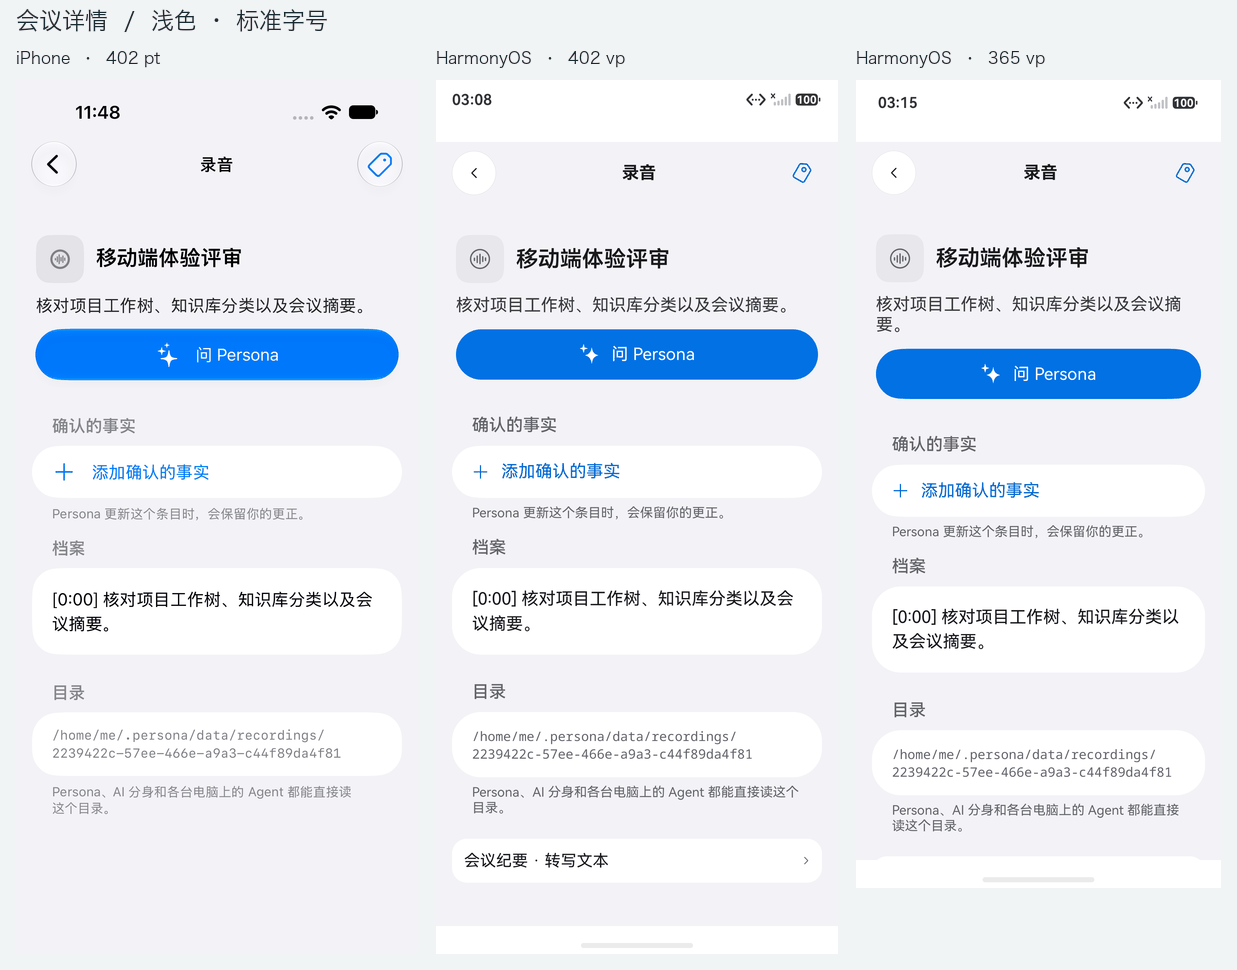 会议详情 / 浅色 · 标准字号
iPhone · 402 pt
11:48
录音
移动端体验评审
核对项目工作树、知识库分类以及会议摘要。
问 Persona
确认的事实
添加确认的事实
Persona 更新这个条目时，会保留你的更正。
档案
[0:00] 核对项目工作树、知识库分类以及会
议摘要。
目录
/home/me/.persona/data/recordings/
2239422c-57ee-466e-a9a3-c44f89da4f81
Persona、AI 分身和各台电脑上的 Agent 都能直接读
这个目录。
HarmonyOS · 402 vp
03:08
100
录音
移动端体验评审
核对项目工作树、知识库分类以及会议摘要。
问 Persona
确认的事实
添加确认的事实
Persona 更新这个条目时，会保留你的更正。
档案
[0:00] 核对项目工作树、知识库分类以及会
议摘要。
目录
/home/me/.persona/data/recordings/
2239422c-57ee-466e-a9a3-c44f89da4f81
Persona、AI 分身和各台电脑上的 Agent 都能直接读这个
目录。
会议纪要 · 转写文本
HarmonyOS · 365 vp
03:15
100
录音
移动端体验评审
核对项目工作树、知识库分类以及会议摘
要。
问 Persona
确认的事实
添加确认的事实
Persona 更新这个条目时，会保留你的更正。
档案
[0:00] 核对项目工作树、知识库分类以
及会议摘要。
目录
/home/me/.persona/data/recordings/
2239422c-57ee-466e-a9a3-c44f89da4f81
Persona、AI 分身和各台电脑上的 Agent 都能直接
读这个目录。